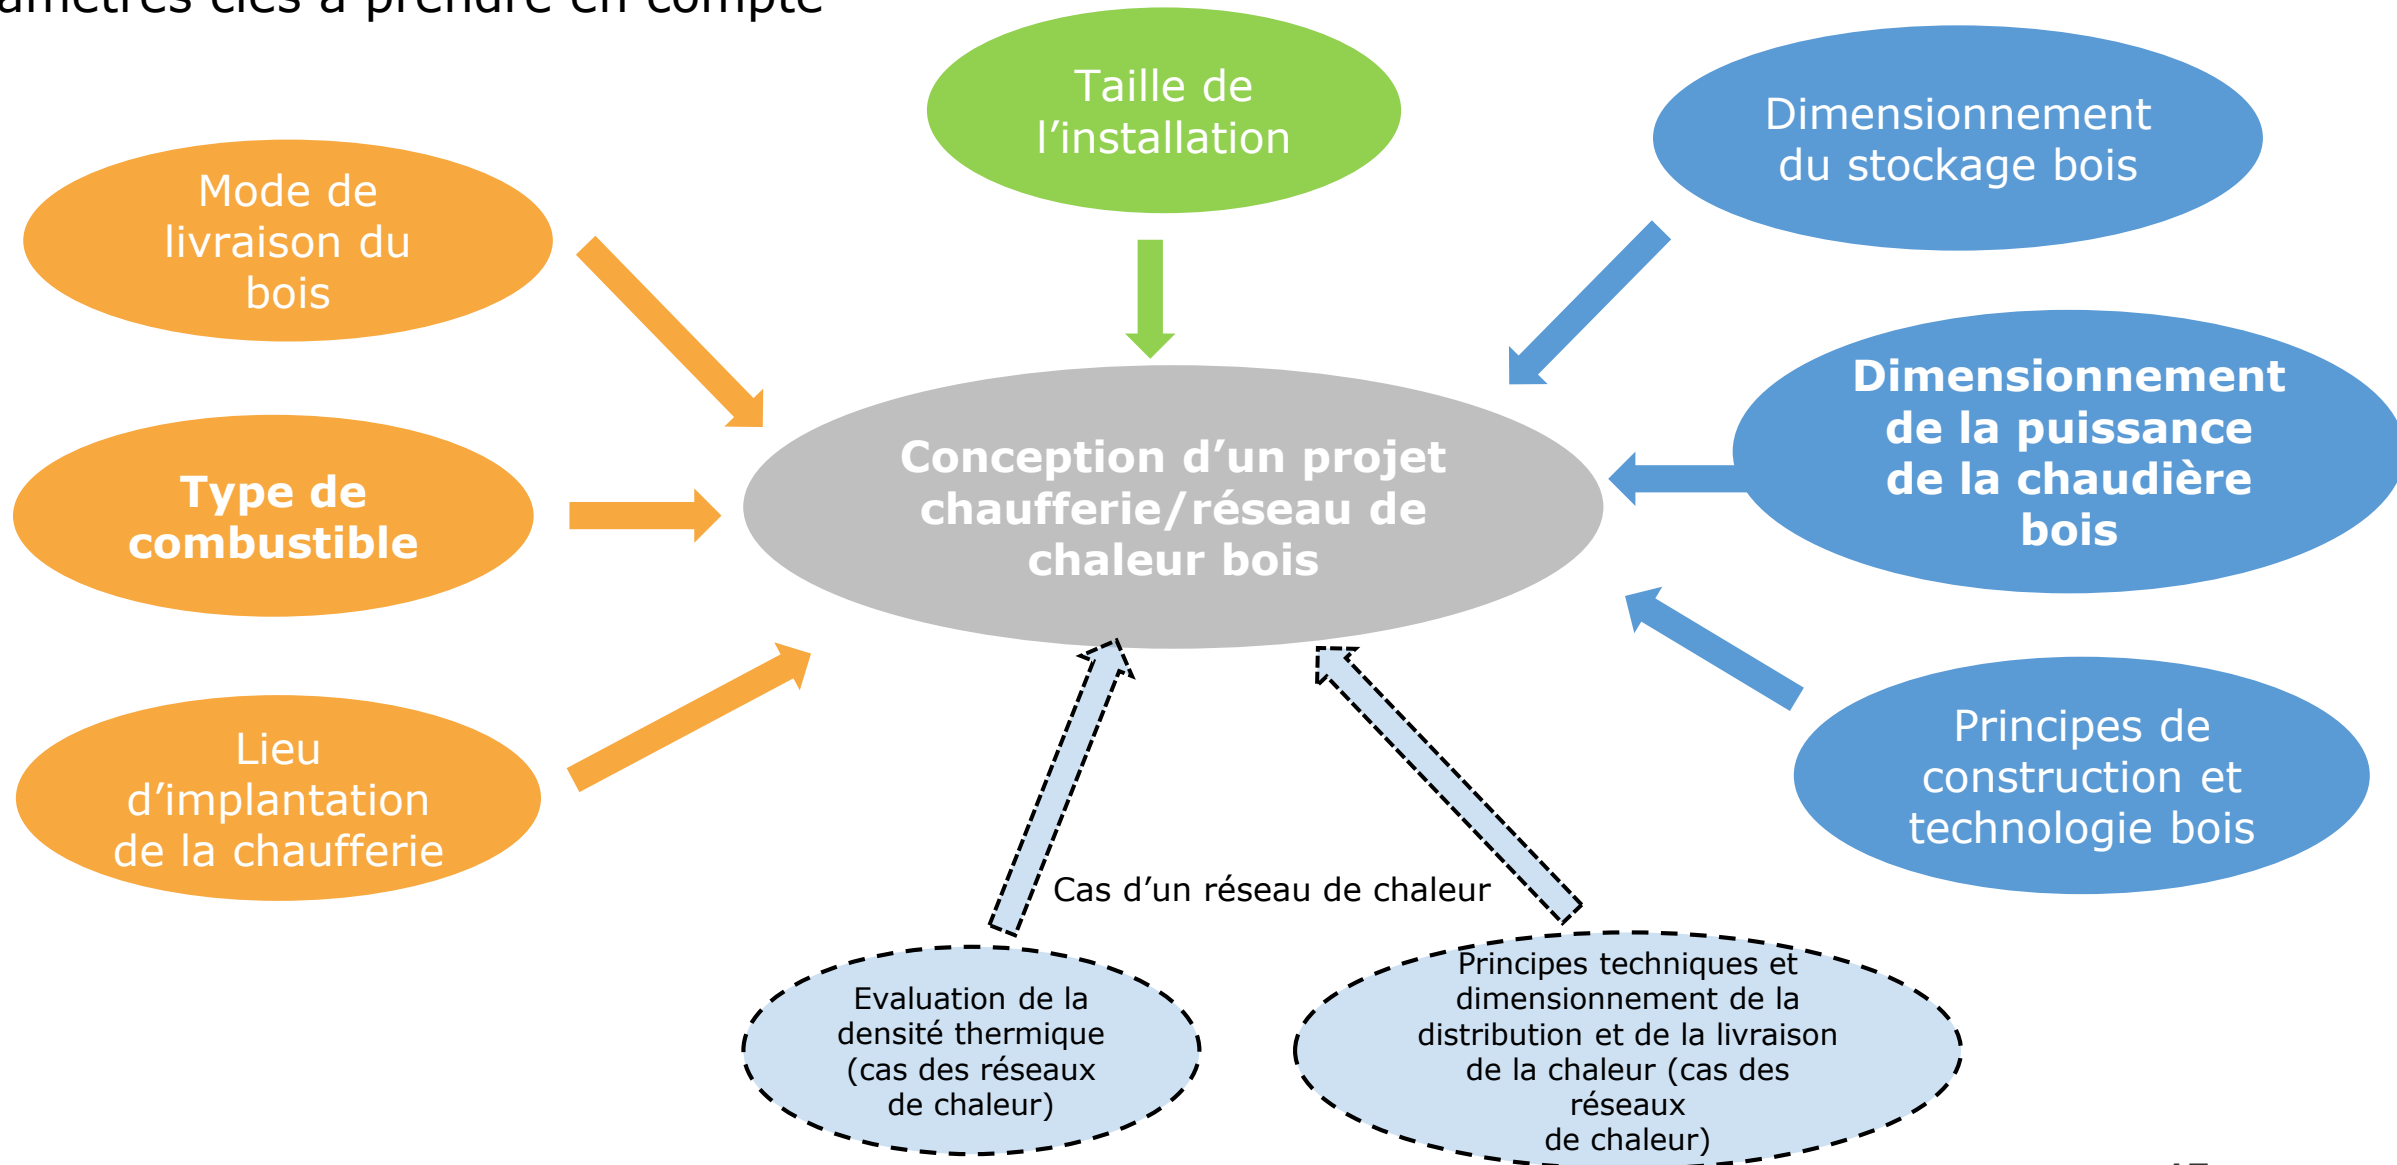 clés à prendre en compte
Taille de
l’installation
Dimensionnement
du stockage bois
Mode de
livraison du
bois
Dimensionnement
de la puissance
de la chaudière
bois
Conception d’un projet
chaufferie/réseau de
chaleur bois
Type de
combustible
Lieu
d’implantation
de la chaufferie
Principes de
construction et
technologie bois
Cas d’un réseau de chaleur
Evaluation de la
densité thermique
(cas des réseaux
de chaleur)
Principes techniques et
dimensionnement de la
distribution et de la livraison
de la chaleur (cas des
réseaux
de chaleur)